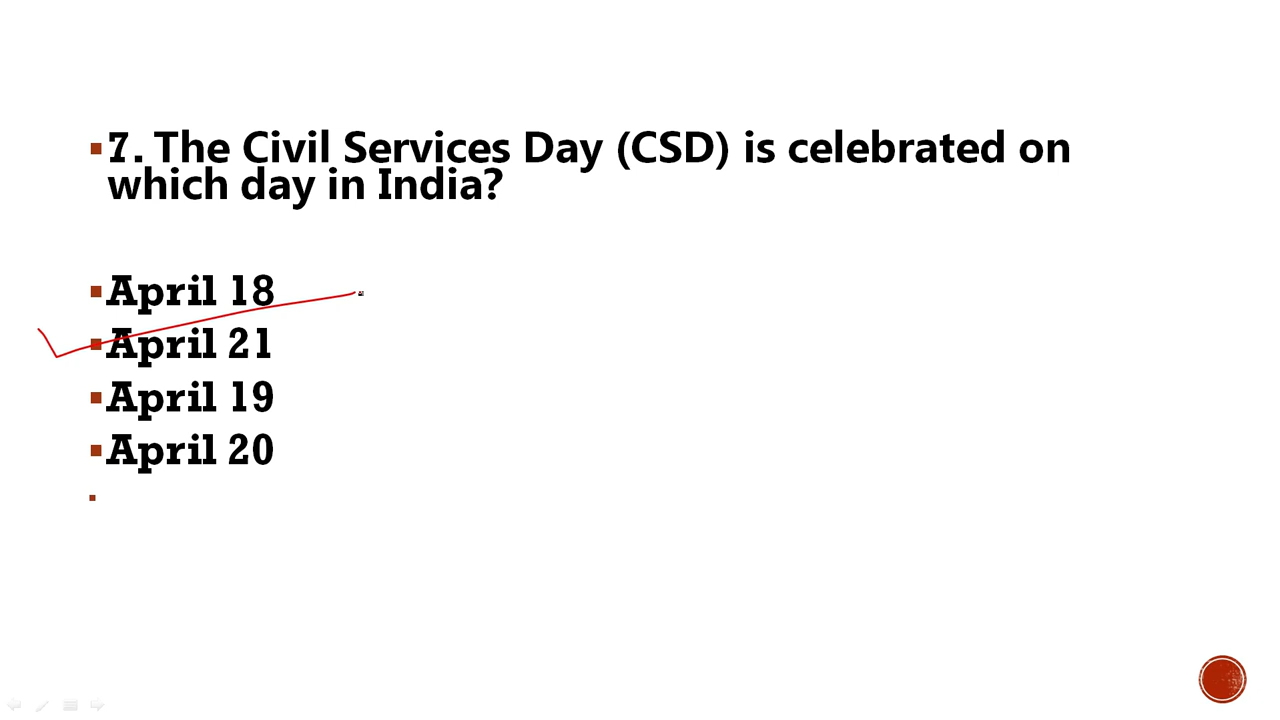 7. The Civil Services Day (CSD) is celebrated on
which day in India?
April 18
April 21
April 19
April 20